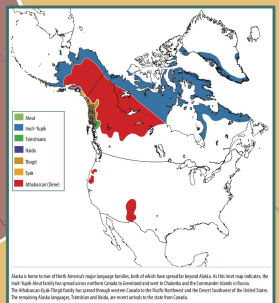 Aleut
Inuit-Yupik
Tsimshianic
Haida
Tlingit
Eyak
Athabascan (Dene)
Alaska is home to two of North America's major language families, both of which have spread far beyond Alaska. As this inset map indicates, the
Inuit-Yupik-Aleut family has spread across northern Canada to Greenland and west to Chukotka and the Commander Islands in Russia.
The Athabascan-Eyak-Tlingit family has spread through western Canada to the Pacific Northwest and the Desert Southwest of the United States.
The remaining Alaska languages, Tsimshian and Haida, are recent arrivals to the state from Canada.